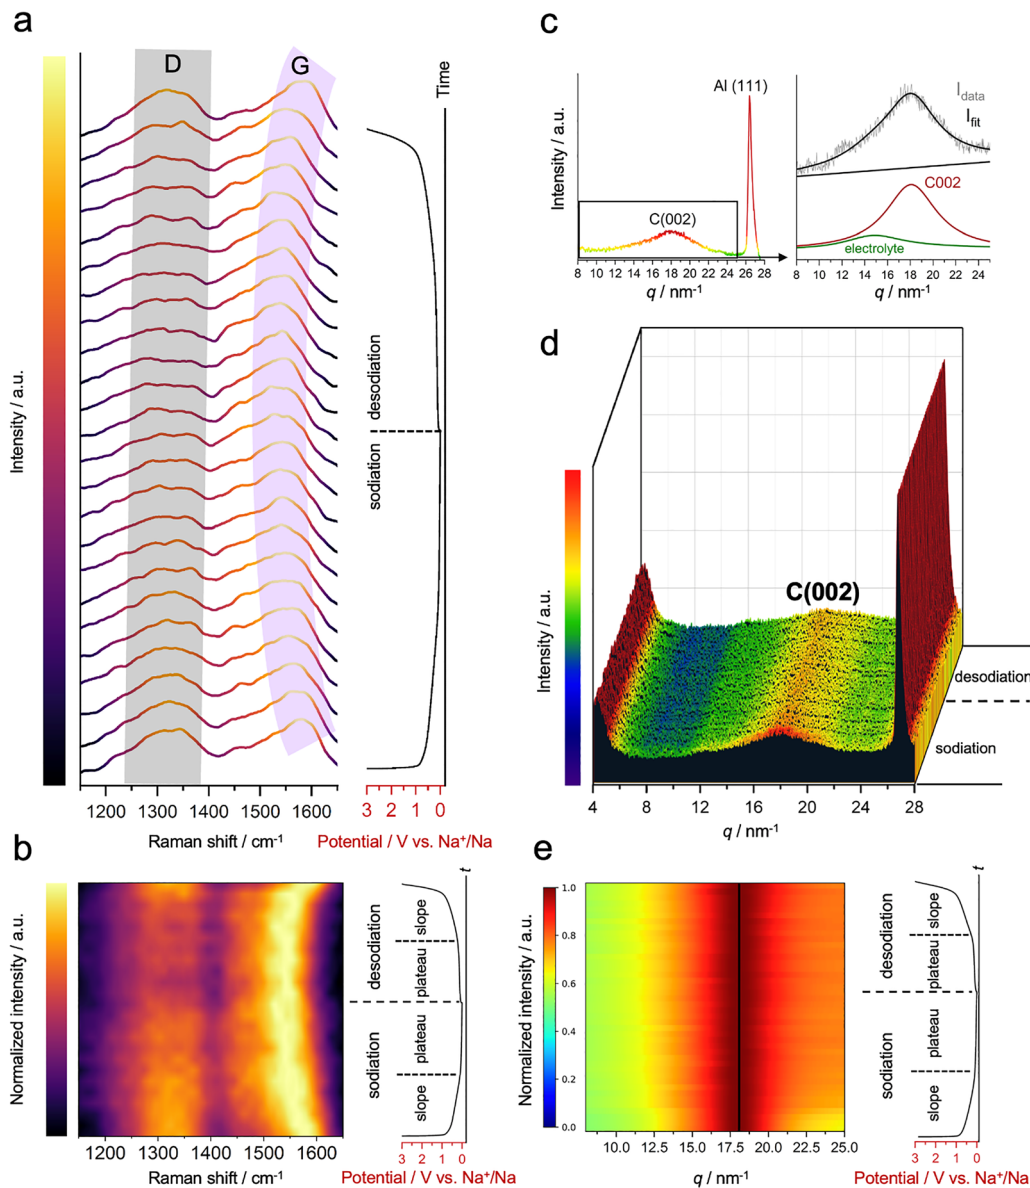 a
D
G
Time
Intensity / a.u.
desodiation
sodiation
1200 1300 1400 1500 1600
3 2 1 0
Raman shift / cm⁻¹
Potential / V vs. Na⁺/Na
b
Normalized intensity / a.u.
desodiation
sodiation
slope
plateau
plateau
slope
t
1200 1300 1400 1500 1600
3 2 1 0
Raman shift / cm⁻¹
Potential / V vs. Na⁺/Na
c
Al (111)
Intensity / a.u.
C(002)
8 10 12 14 16 18 20 22 24 26 28
q / nm⁻¹
Idata
Ifit
C002
electrolyte
8 10 12 14 16 18 20 22 24
q / nm⁻¹
d
Intensity / a.u.
C(002)
desodiation
sodiation
4 8 12 16 20 24 28
q / nm⁻¹
e
Normalized intensity / a.u.
1.0
0.8
0.6
0.4
0.2
0.0
10.0 12.5 15.0 17.5 20.0 22.5 25.0
q / nm⁻¹
desodiation
sodiation
slope
plateau
plateau
slope
t
3 2 1 0
Potential / V vs. Na⁺/Na